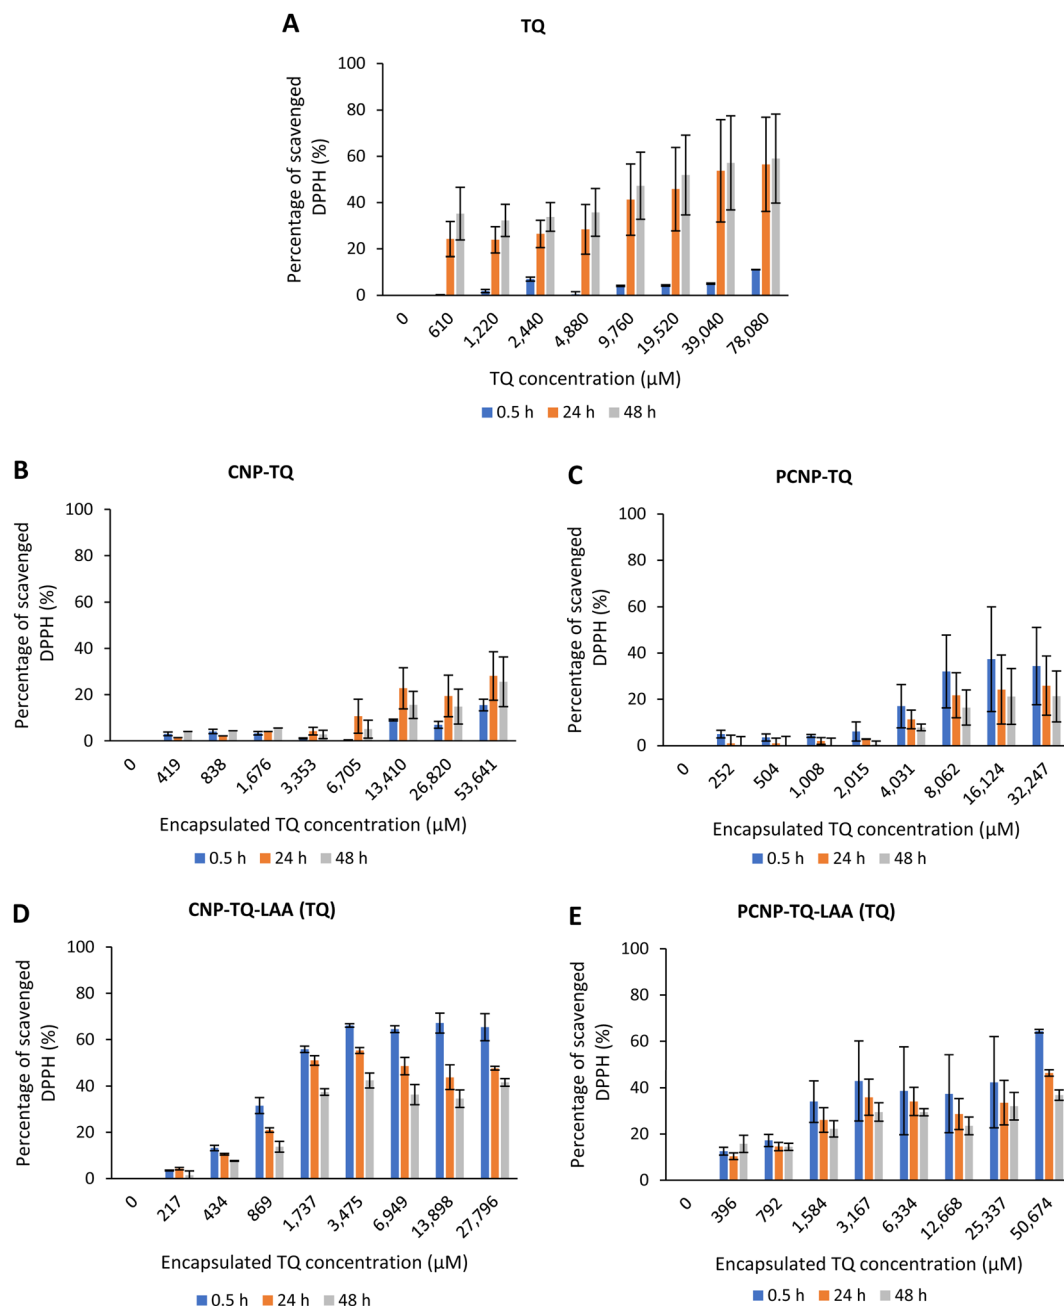 A
TQ
Percentage of scavenged
DPPH (%)
100
80
60
40
20
0
0
610
1,220
2,440
4,880
9,760
19,520
39,040
78,080
TQ concentration (µM)
0.5 h 24 h 48 h
B
CNP-TQ
Percentage of scavenged
DPPH (%)
100
80
60
40
20
0
0
419
838
1,676
3,353
6,705
13,410
26,820
53,641
Encapsulated TQ concentration (µM)
0.5 h 24 h 48 h
C
PCNP-TQ
Percentage of scavenged
DPPH (%)
100
80
60
40
20
0
0
252
504
1,008
2,015
4,031
8,062
16,124
32,247
Encapsulated TQ concentration (µM)
0.5 h 24 h 48 h
D
CNP-TQ-LAA (TQ)
Percentage of scavenged
DPPH (%)
100
80
60
40
20
0
0
217
434
869
1,737
3,475
6,949
13,898
27,796
Encapsulated TQ concentration (µM)
0.5 h 24 h 48 h
E
PCNP-TQ-LAA (TQ)
Percentage of scavenged
DPPH (%)
100
80
60
40
20
0
0
396
792
1,584
3,167
6,334
12,668
25,337
50,674
Encapsulated TQ concentration (µM)
0.5 h 24 h 48 h